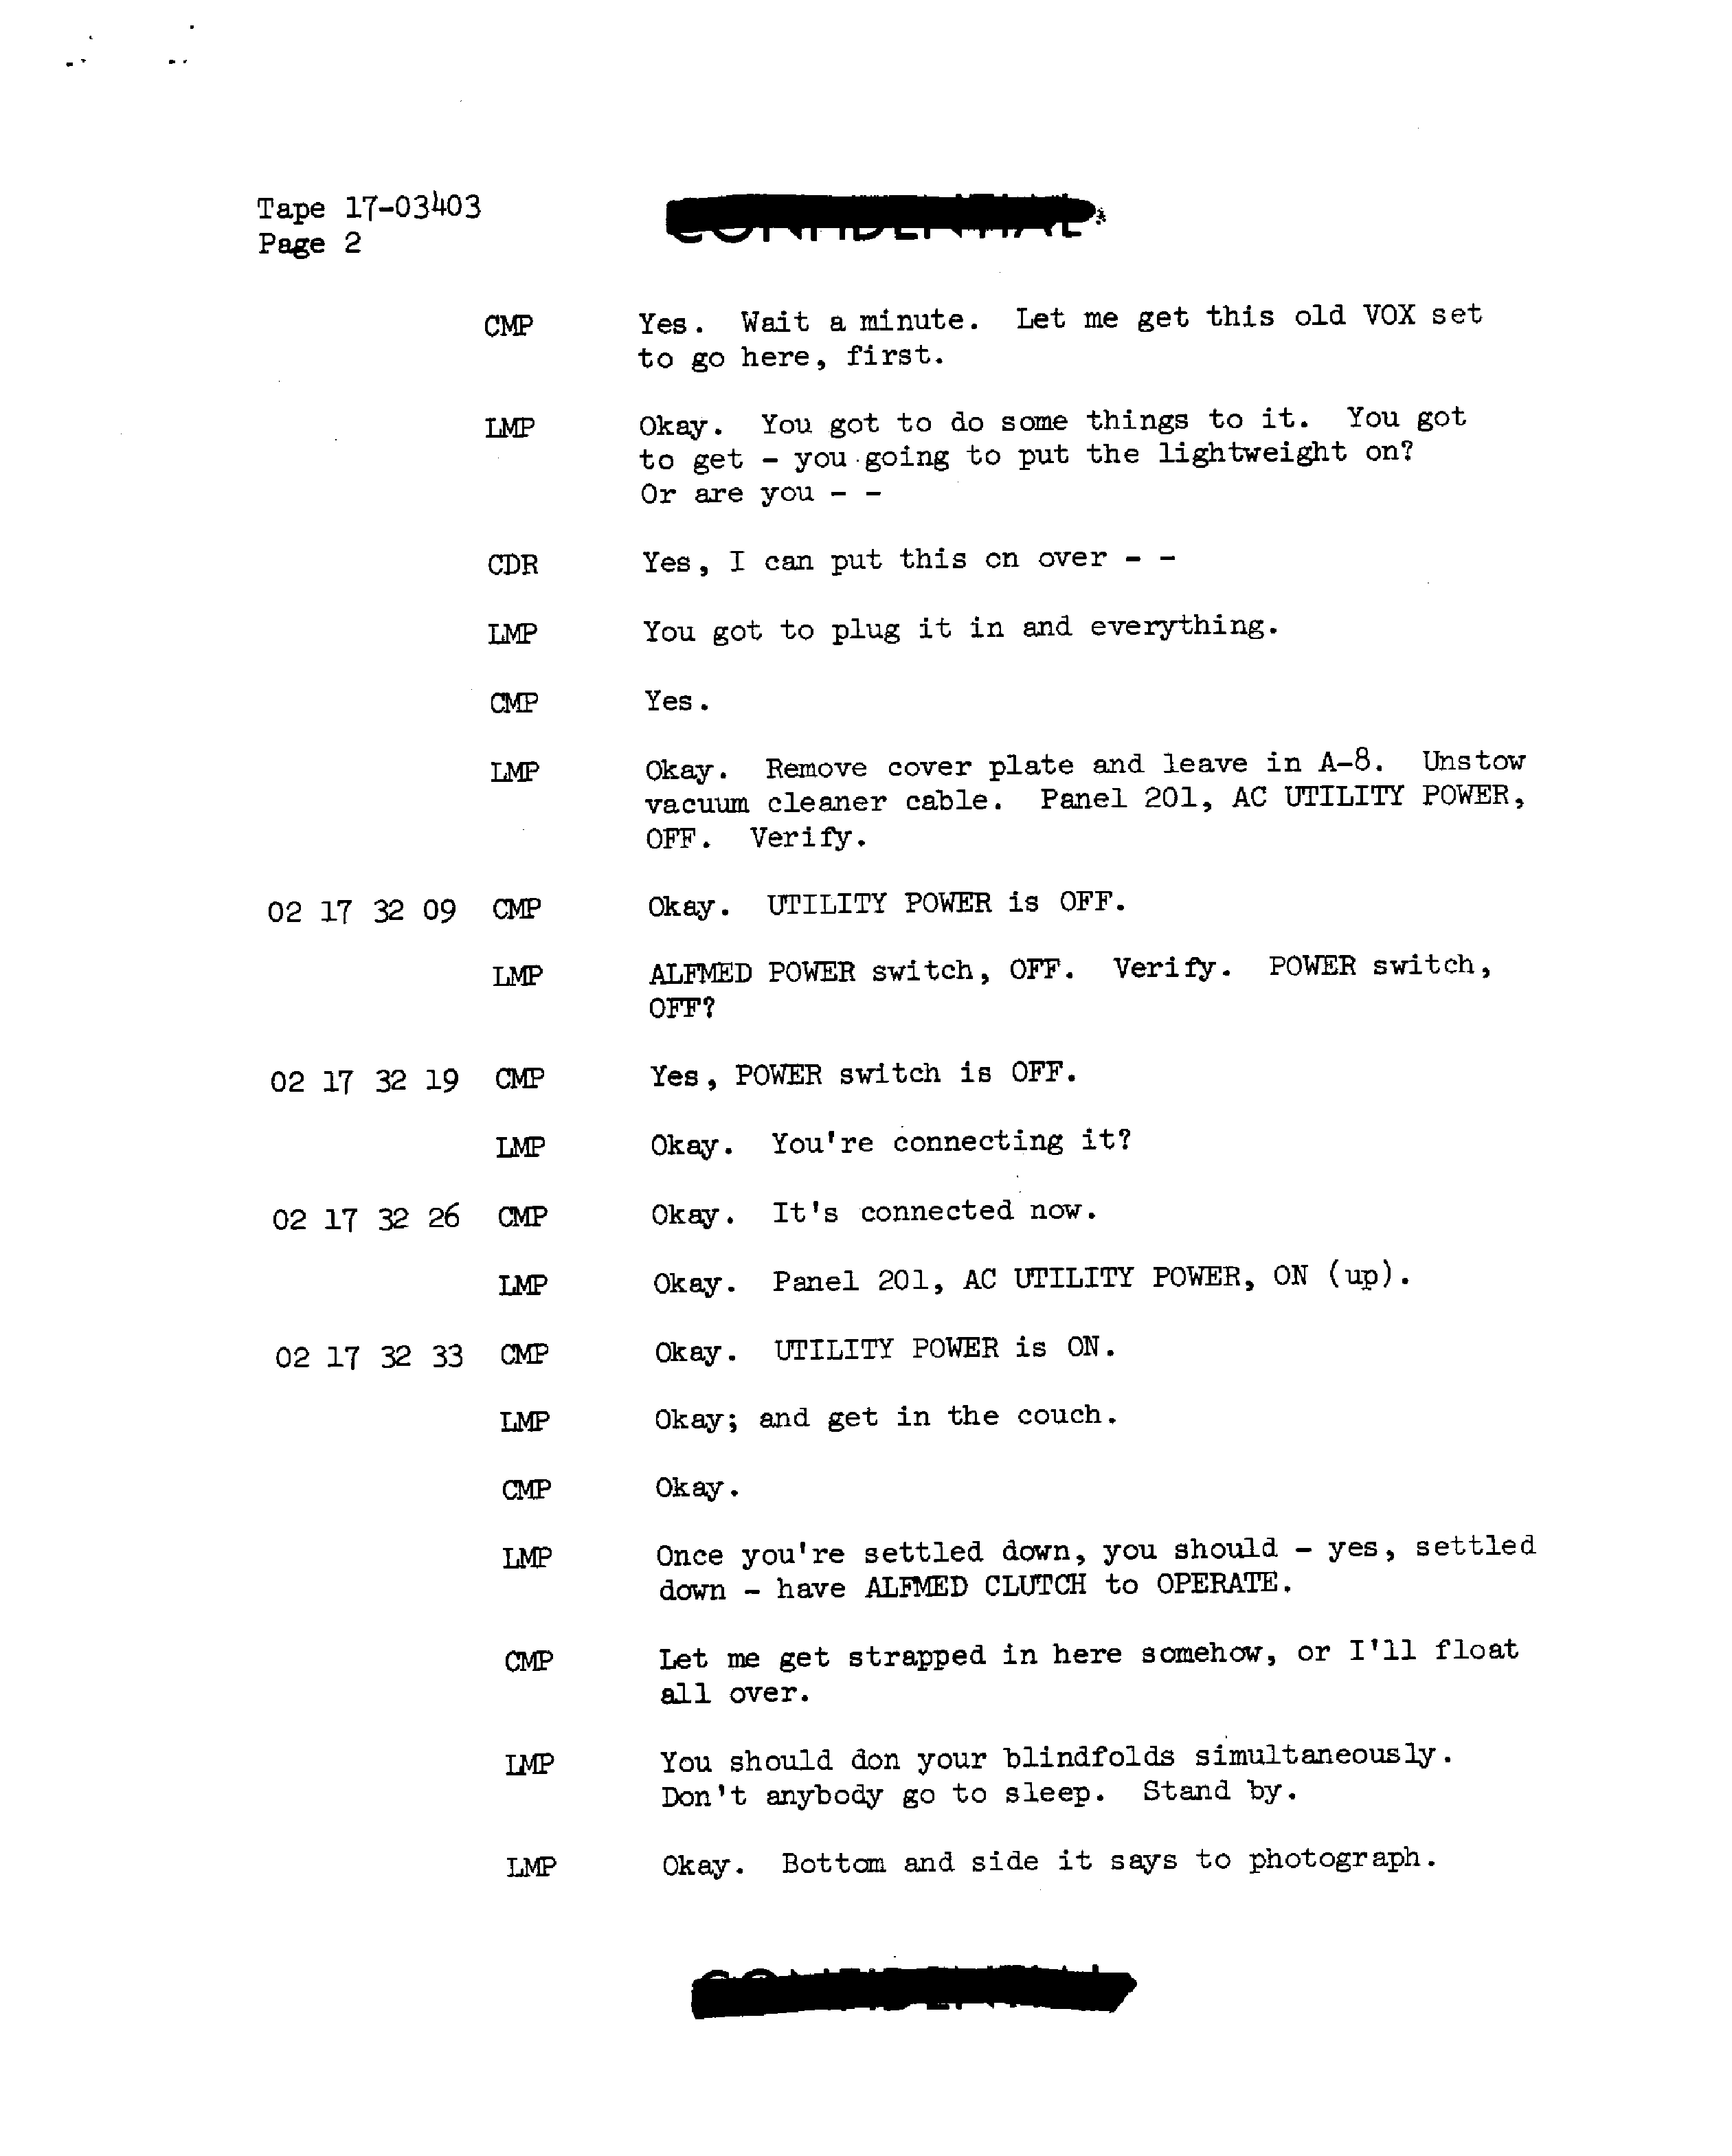 Tape 17-03403
Page 2
CONFIDENTIAL
CMP Yes. Wait a minute. Let me get this old VOX set
to go here, first.
LMP Okay. You got to do some things to it. You got
to get - you going to put the lightweight on?
Or are you - -
CDR Yes, I can put this on over - -
LMP You got to plug it in and everything.
CMP Yes.
LMP Okay. Remove cover plate and leave in A-8. Unstow
vacuum cleaner cable. Panel 201, AC UTILITY POWER,
OFF. Verify.
02 17 32 09 CMP Okay. UTILITY POWER is OFF.
LMP ALFMED POWER switch, OFF. Verify. POWER switch,
OFF?
02 17 32 19 CMP Yes, POWER switch is OFF.
LMP Okay. You're connecting it?
02 17 32 26 CMP Okay. It's connected now.
LMP Okay. Panel 201, AC UTILITY POWER, ON (up).
02 17 32 33 CMP Okay. UTILITY POWER is ON.
LMP Okay; and get in the couch.
CMP Okay.
LMP Once you're settled down, you should - yes, settled
down - have ALFMED CLUTCH to OPERATE.
CMP Let me get strapped in here somehow, or I'll float
all over.
LMP You should don your blindfolds simultaneously.
Don't anybody go to sleep. Stand by.
LMP Okay. Bottom and side it says to photograph.
CONFIDENTIAL